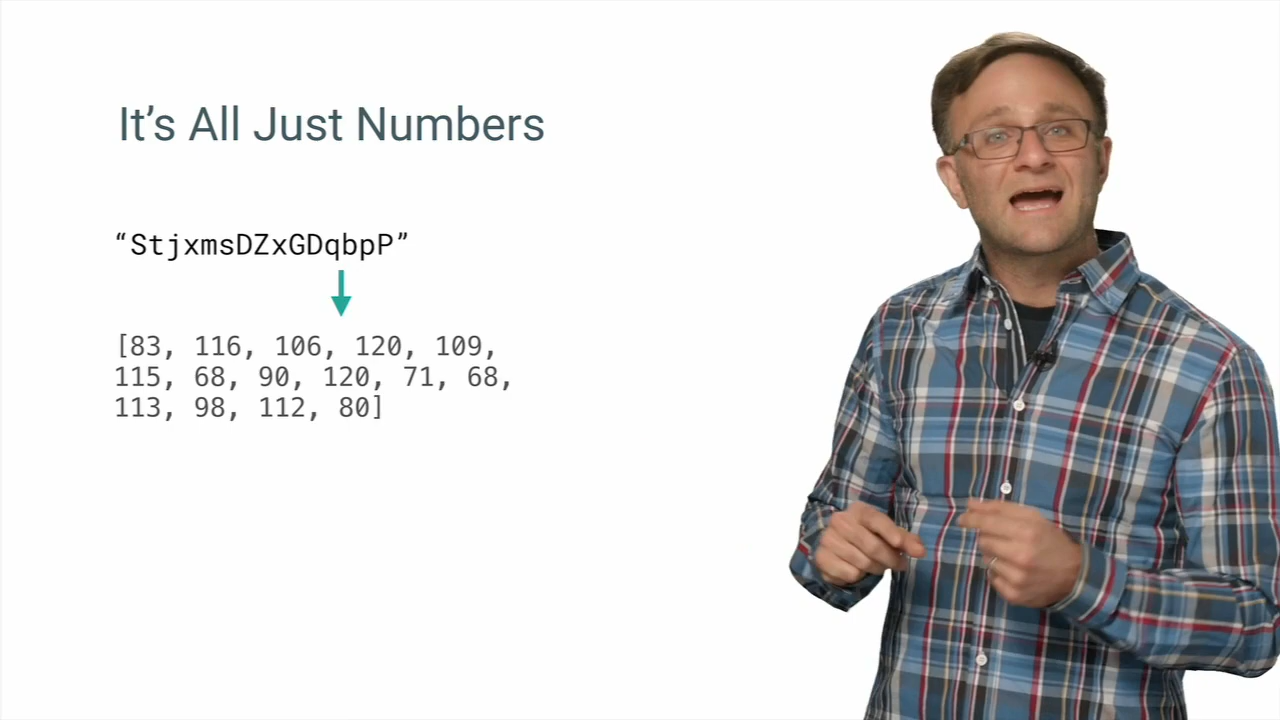 It’s All Just Numbers
“StjxmsDZxGDqbpP”
[83, 116, 106, 120, 109,
115, 68, 90, 120, 71, 68,
113, 98, 112, 80]